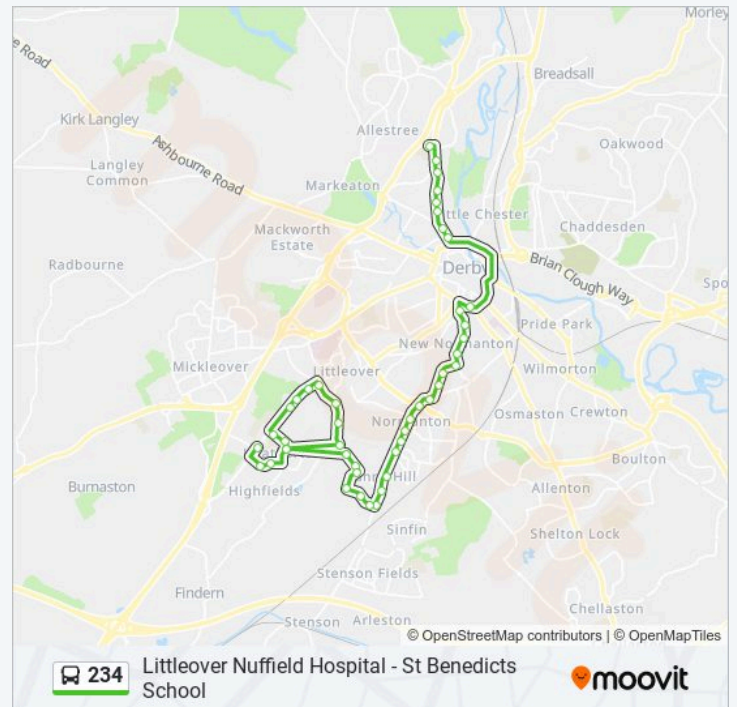 Morley
e Road
Breadsall
Kirk Langley
Allestree
Oakwood
Ashbourne Road
Langley
Common
Markeaton
ttle Chester
Chaddesden
Mackworth
Estate
Radbourne
Derby
Brian Clough Way
Spo
Pride Park
New Normanton
Mickleover
Littleover
Wilmorton
Normanton
Osmaston
Crewton
Boulton
Burnaston
Highfields
Hill
Allenton
Sinfin
Shelton Lock
Stenson Fields
Findern
Chellaston
Stenson
Arleston
© OpenStreetMap contributors | © OpenMapTiles
234
Littleover Nuffield Hospital - St Benedicts
School
moovit